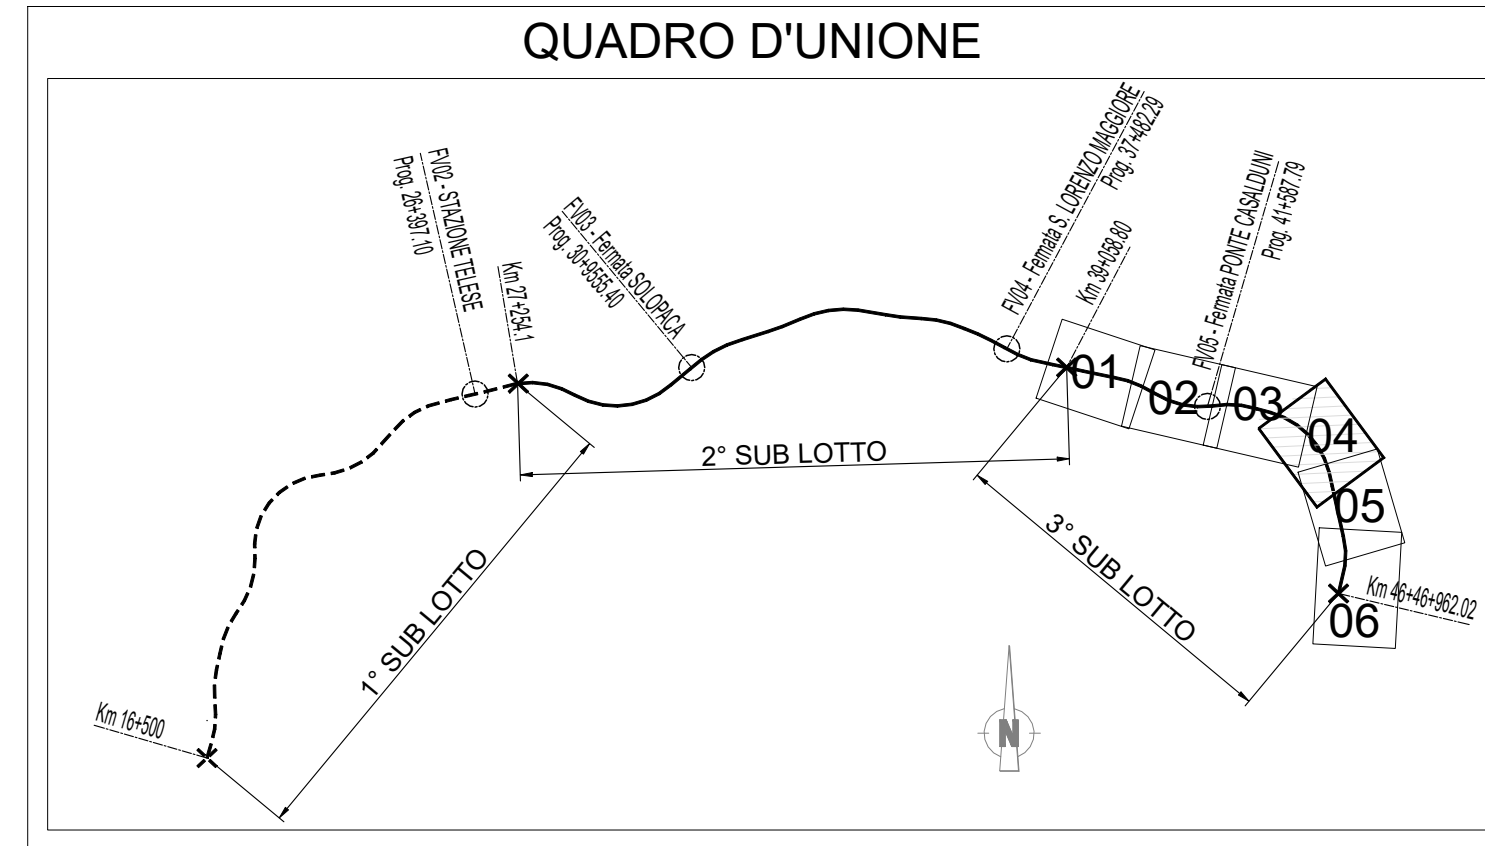 QUADRO D'UNIONE
FV02 - STAZIONE TELESE
Prog. 26+397.10
Km 27+254.1
FV03 - Fermata SOLOPACA
Prog. 30+9555.40
FV04 - Fermata S. LORENZO MAGGIORE
Prog. 37+482.29
Km 39+058.80
FV05 - Fermata PONTE CASALDUNI
Prog. 41+587.79
01
02
03
04
05
06
2° SUB LOTTO
1° SUB LOTTO
3° SUB LOTTO
Km 46+46+962.02
Km 16+500
N